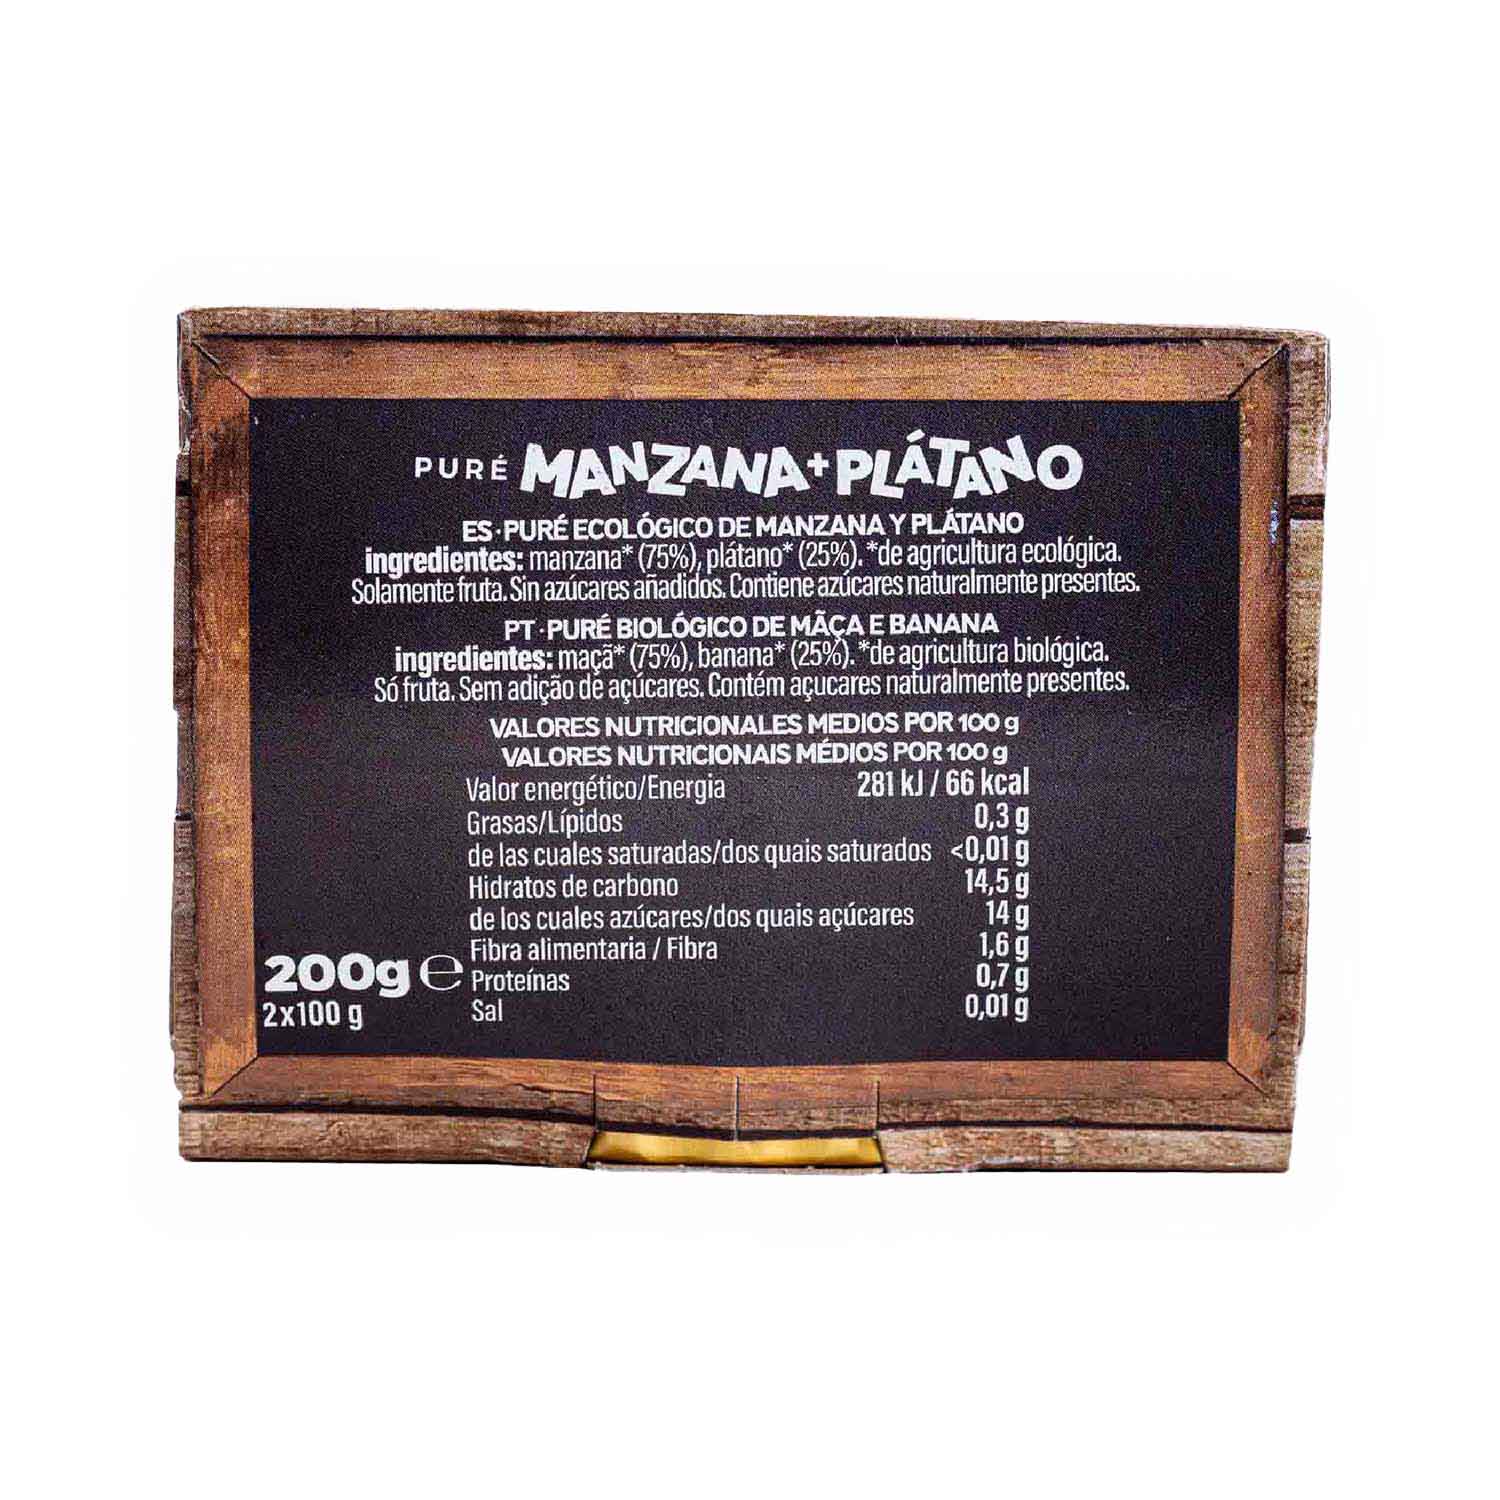 PURÉ MANZANA+PLÁTANO
ES·PURÉ ECOLÓGICO DE MANZANA Y PLÁTANO
ingredientes: manzana* (75%), plátano* (25%). *de agricultura ecológica.
Solamente fruta. Sin azúcares añadidos. Contiene azúcares naturalmente presentes.
PT·PURÉ BIOLÓGICO DE MÃÇA E BANANA
ingredientes: maçã* (75%), banana* (25%). *de agricultura biológica.
Só fruta. Sem adição de açúcares. Contém açucares naturalmente presentes.
VALORES NUTRICIONALES MEDIOS POR 100 g
VALORES NUTRICIONAIS MÉDIOS POR 100 g
Valor energético/Energia 281 kJ / 66 kcal
Grasas/Lípidos 0,3 g
de las cuales saturadas/dos quais saturados <0,01 g
Hidratos de carbono 14,5 g
de los cuales azúcares/dos quais açúcares 14 g
Fibra alimentaria / Fibra 1,6 g
Proteínas 0,7 g
Sal 0,01 g
200g ℮
2x100 g